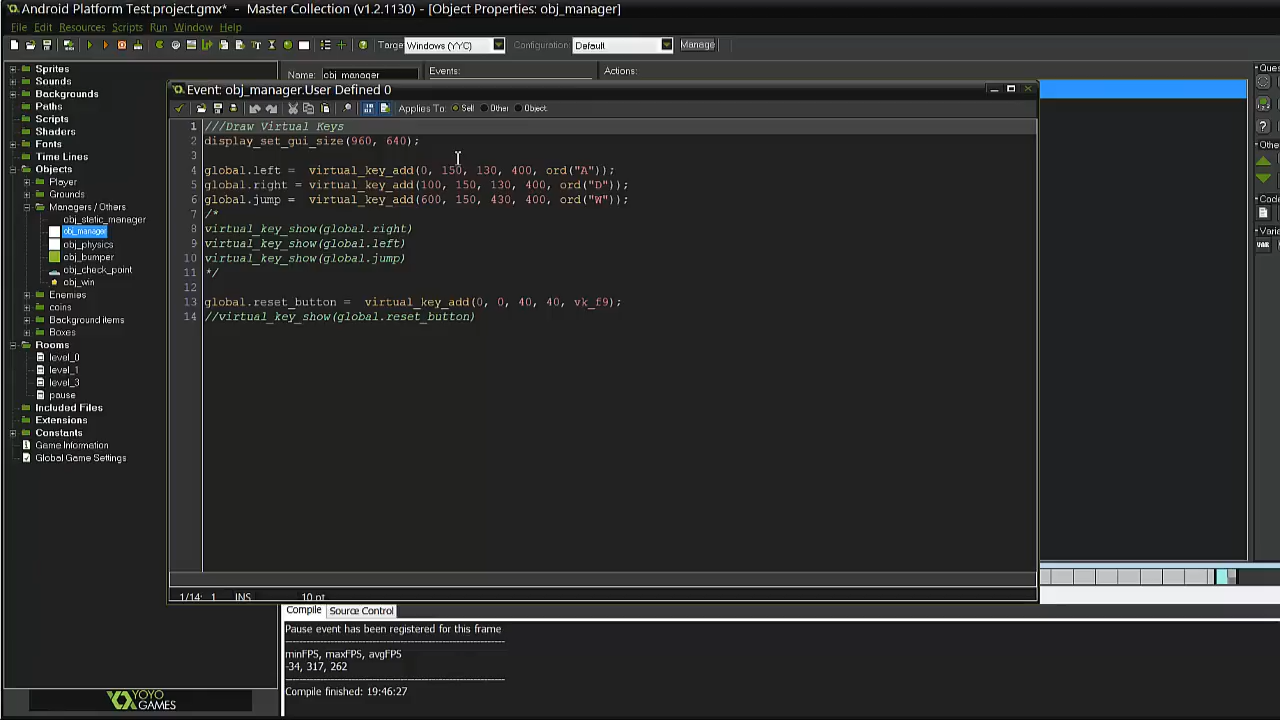 Android Platform Test.project.gmx* - Master Collection (v1.2.1130) - [Object Properties: obj_manager]
File Edit Resources Scripts Run Window Help
Target Windows (YYC) Configuration: Default Manage
Name: obj_manager Events: Actions:
Event: obj_manager.User Defined 0
Applies To Self Other Object
1 ///Draw Virtual Keys
2 display_set_gui_size(960, 640);
3
4 global.left = virtual_key_add(0, 150, 130, 400, ord("A"));
5 global.right = virtual_key_add(100, 150, 130, 400, ord("D"));
6 global.jump = virtual_key_add(600, 150, 430, 400, ord("W"));
7 /*
8 virtual_key_show(global.right)
9 virtual_key_show(global.left)
10 virtual_key_show(global.jump)
11 */
12
13 global.reset_button = virtual_key_add(0, 0, 40, 40, vk_f9);
14 //virtual_key_show(global.reset_button)
1/14: 1 INS 10 pt
Sprites
Sounds
Backgrounds
Paths
Scripts
Shaders
Fonts
Time Lines
Objects
Player
Grounds
Managers / Others
obj_static_manager
obj_manager
obj_physics
obj_bumper
obj_check_point
obj_win
Enemies
coins
Background items
Boxes
Rooms
level_0
level_1
level_3
pause
Included Files
Extensions
Constants
Game Information
Global Game Settings
YOYO
GAMES
Ques
Othe
Code
Varia
VAR
Compile Source Control
Pause event has been registered for this frame
minFPS, maxFPS, avgFPS
-34, 317, 262
Compile finished: 19:46:27